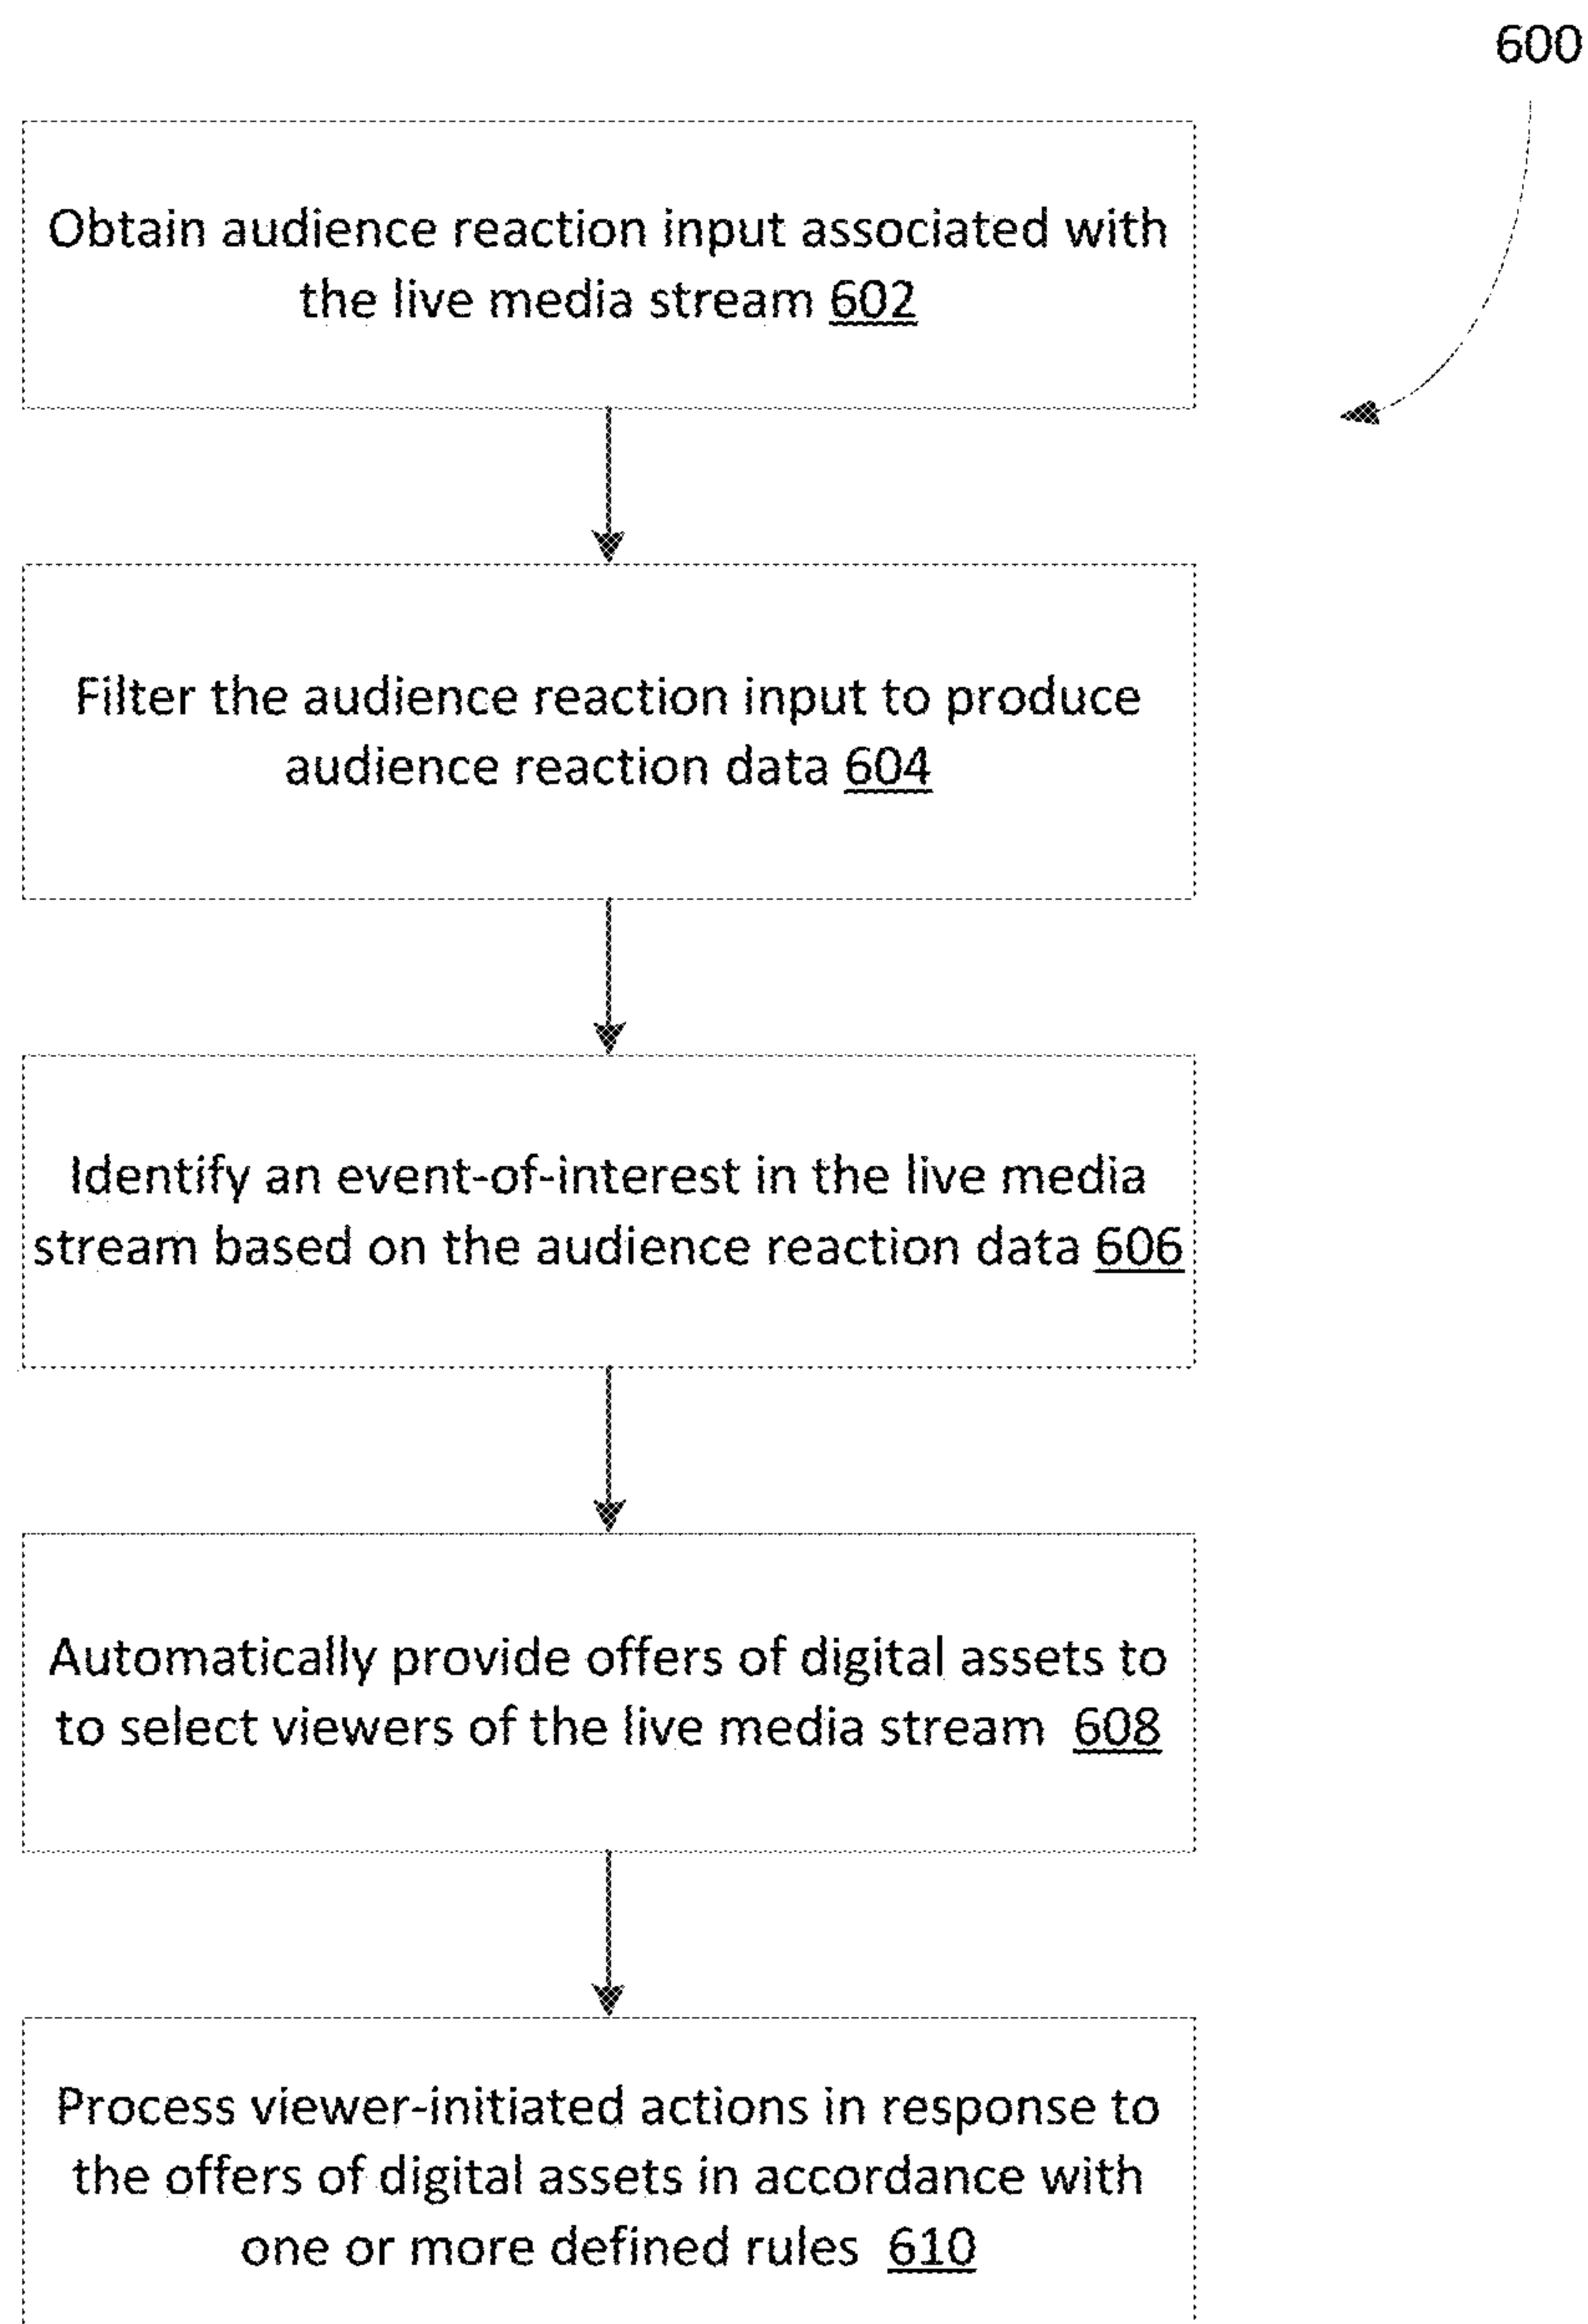 600
Obtain audience reaction input associated with
the live media stream 602
Filter the audience reaction input to produce
audience reaction data 604
Identify an event-of-interest in the live media
stream based on the audience reaction data 606
Automatically provide offers of digital assets to
to select viewers of the live media stream 608
Process viewer-initiated actions in response to
the offers of digital assets in accordance with
one or more defined rules 610